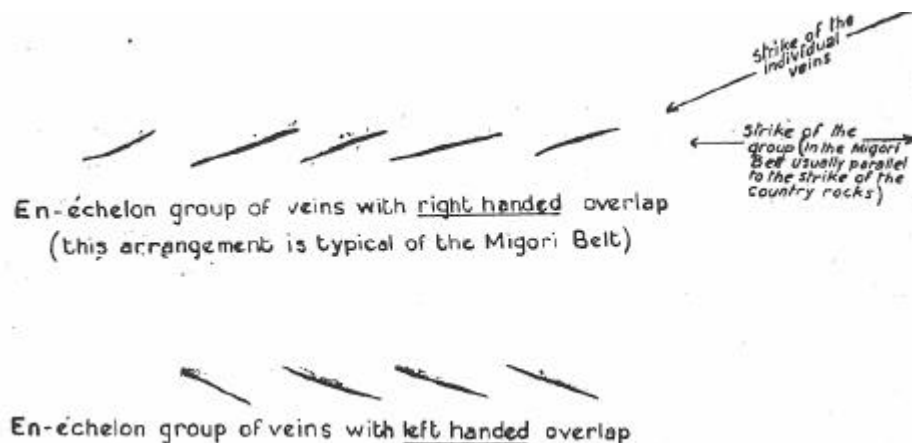 strike of the
individual
veins
strike of the
group (in the Migori
Belt usually parallel
to the strike of the
country rocks)
En-échelon group of veins with right handed overlap
(this arrangement is typical of the Migori Belt)
En-échelon group of veins with left handed overlap